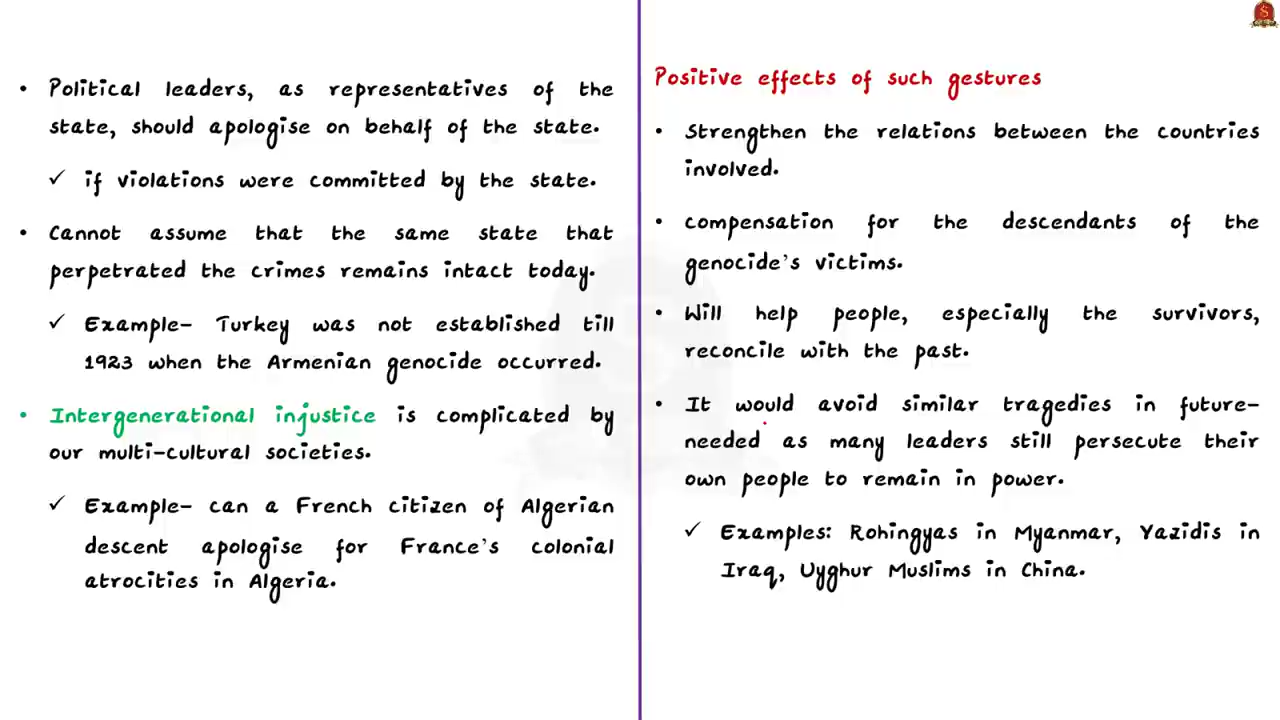 • Political leaders, as representatives of the
state, should apologise on behalf of the state.
✓ if violations were committed by the state.
• Cannot assume that the same state that
perpetrated the crimes remains intact today.
✓ Example- Turkey was not established till
1923 when the Armenian genocide occurred.
• Intergenerational injustice is complicated by
our multi-cultural societies.
✓ Example- can a French citizen of Algerian
descent apologise for France's colonial
atrocities in Algeria.
Positive effects of such gestures
• Strengthen the relations between the countries
involved.
• compensation for the descendants of the
genocide's victims.
• Will help people, especially the survivors,
reconcile with the past.
• It would avoid similar tragedies in future-
needed as many leaders still persecute their
own people to remain in power.
✓ Examples: Rohingyas in Myanmar, Yazidis in
Iraq, Uyghur Muslims in China.